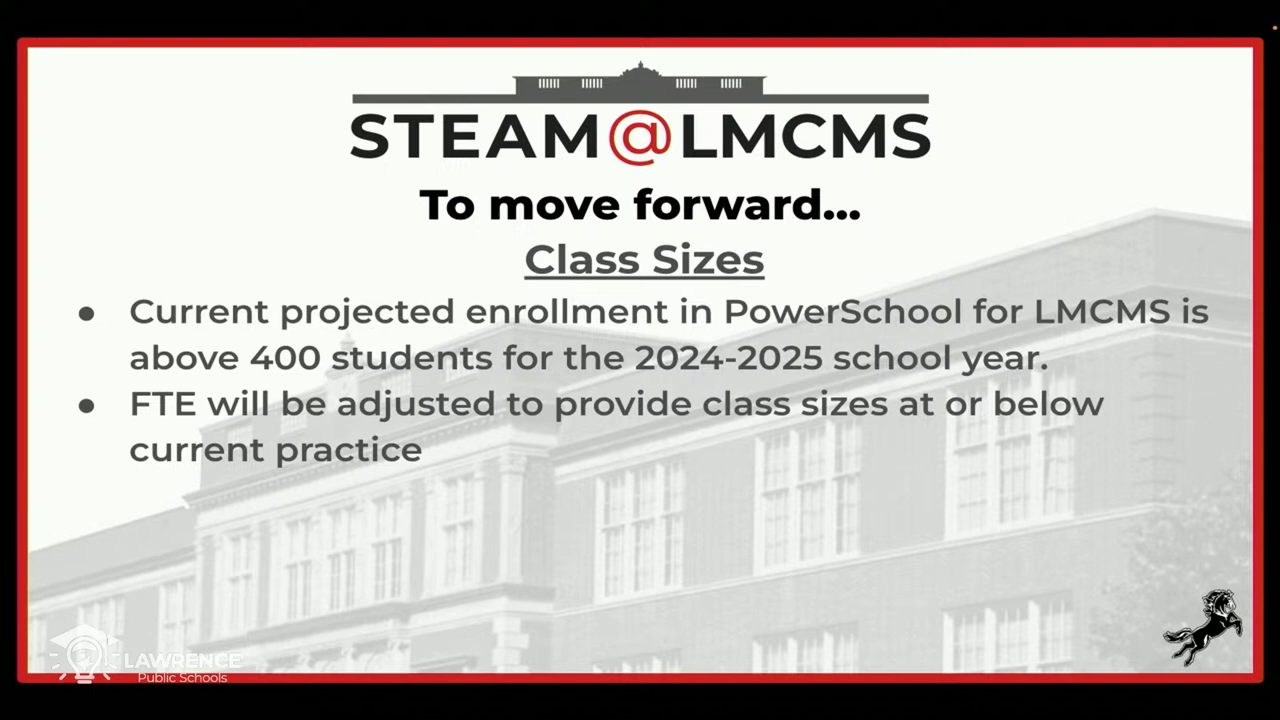 STEAM@LMCMS
To move forward...
Class Sizes
● Current projected enrollment in PowerSchool for LMCMS is
above 400 students for the 2024-2025 school year.
● FTE will be adjusted to provide class sizes at or below
current practice
LAWRENCE
Public Schools